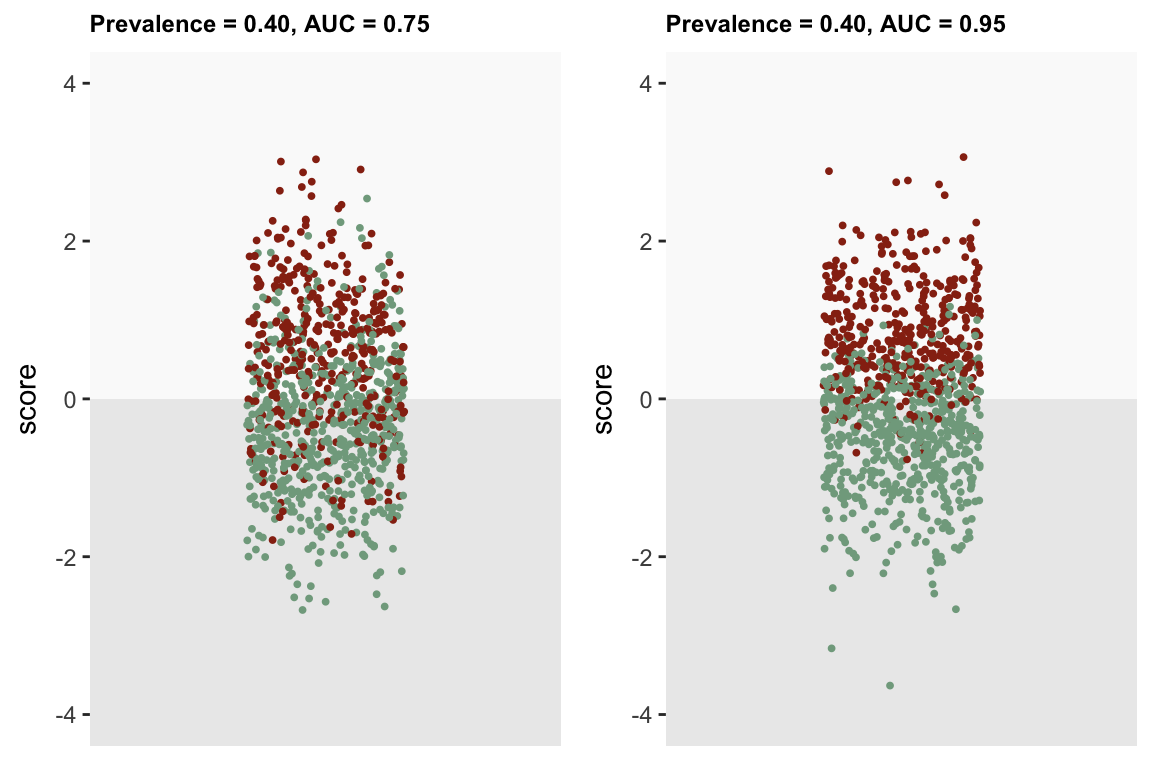 Prevalence = 0.40, AUC = 0.75
4
2
0
-2
-4
score
Prevalence = 0.40, AUC = 0.95
4
2
0
-2
-4
score